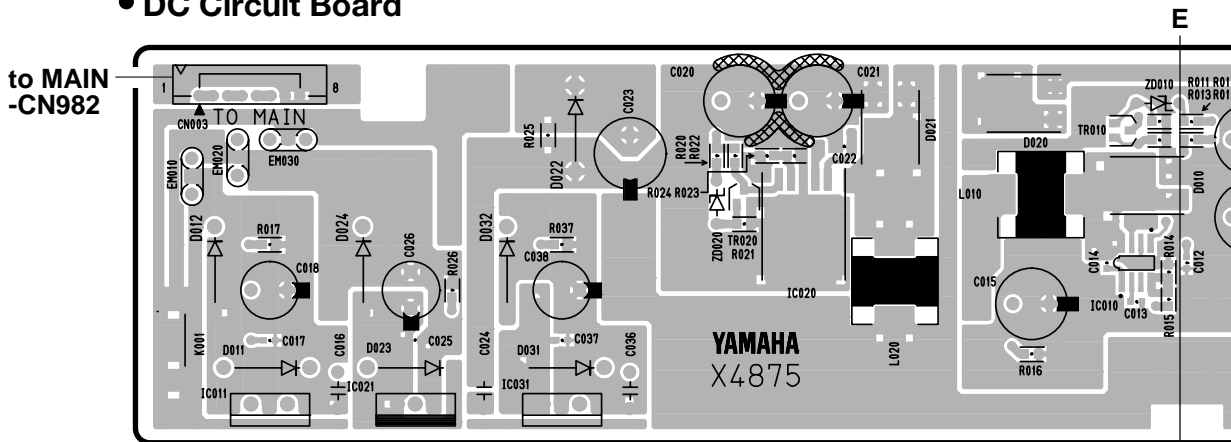 • DC Circuit Board
E
to MAIN
-CN982
1
8
CN003
TO MAIN
EM010
EM020
EM030
R025
D022
C023
C020
C021
D021
R020
R022
C022
R024 R023
ZD020
TR020
R021
ZD010
R011
R013
TR010
D020
D010
L010
D012
R017
C018
D024
C026
R026
D032
R037
C038
IC020
C015
C014
IC010
C013
R014
R015
C012
K001
D011
C017
C016
D023
C025
C024
D031
C037
C036
L020
R016
IC011
IC021
IC031
YAMAHA
X4875